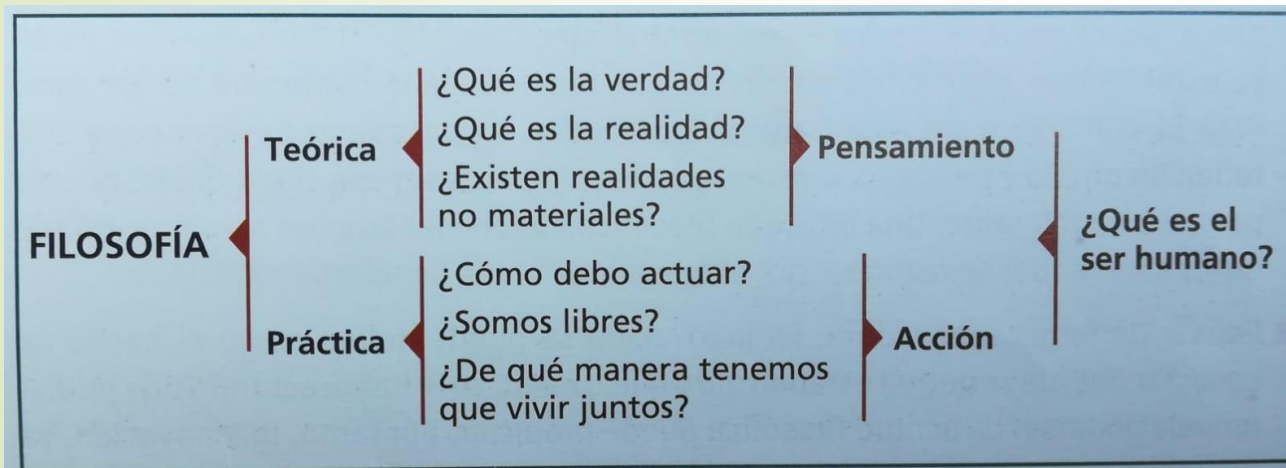 FILOSOFÍA
Teórica
¿Qué es la verdad?
¿Qué es la realidad?
¿Existen realidades
no materiales?
Pensamiento
Práctica
¿Cómo debo actuar?
¿Somos libres?
¿De qué manera tenemos
que vivir juntos?
Acción
¿Qué es el
ser humano?